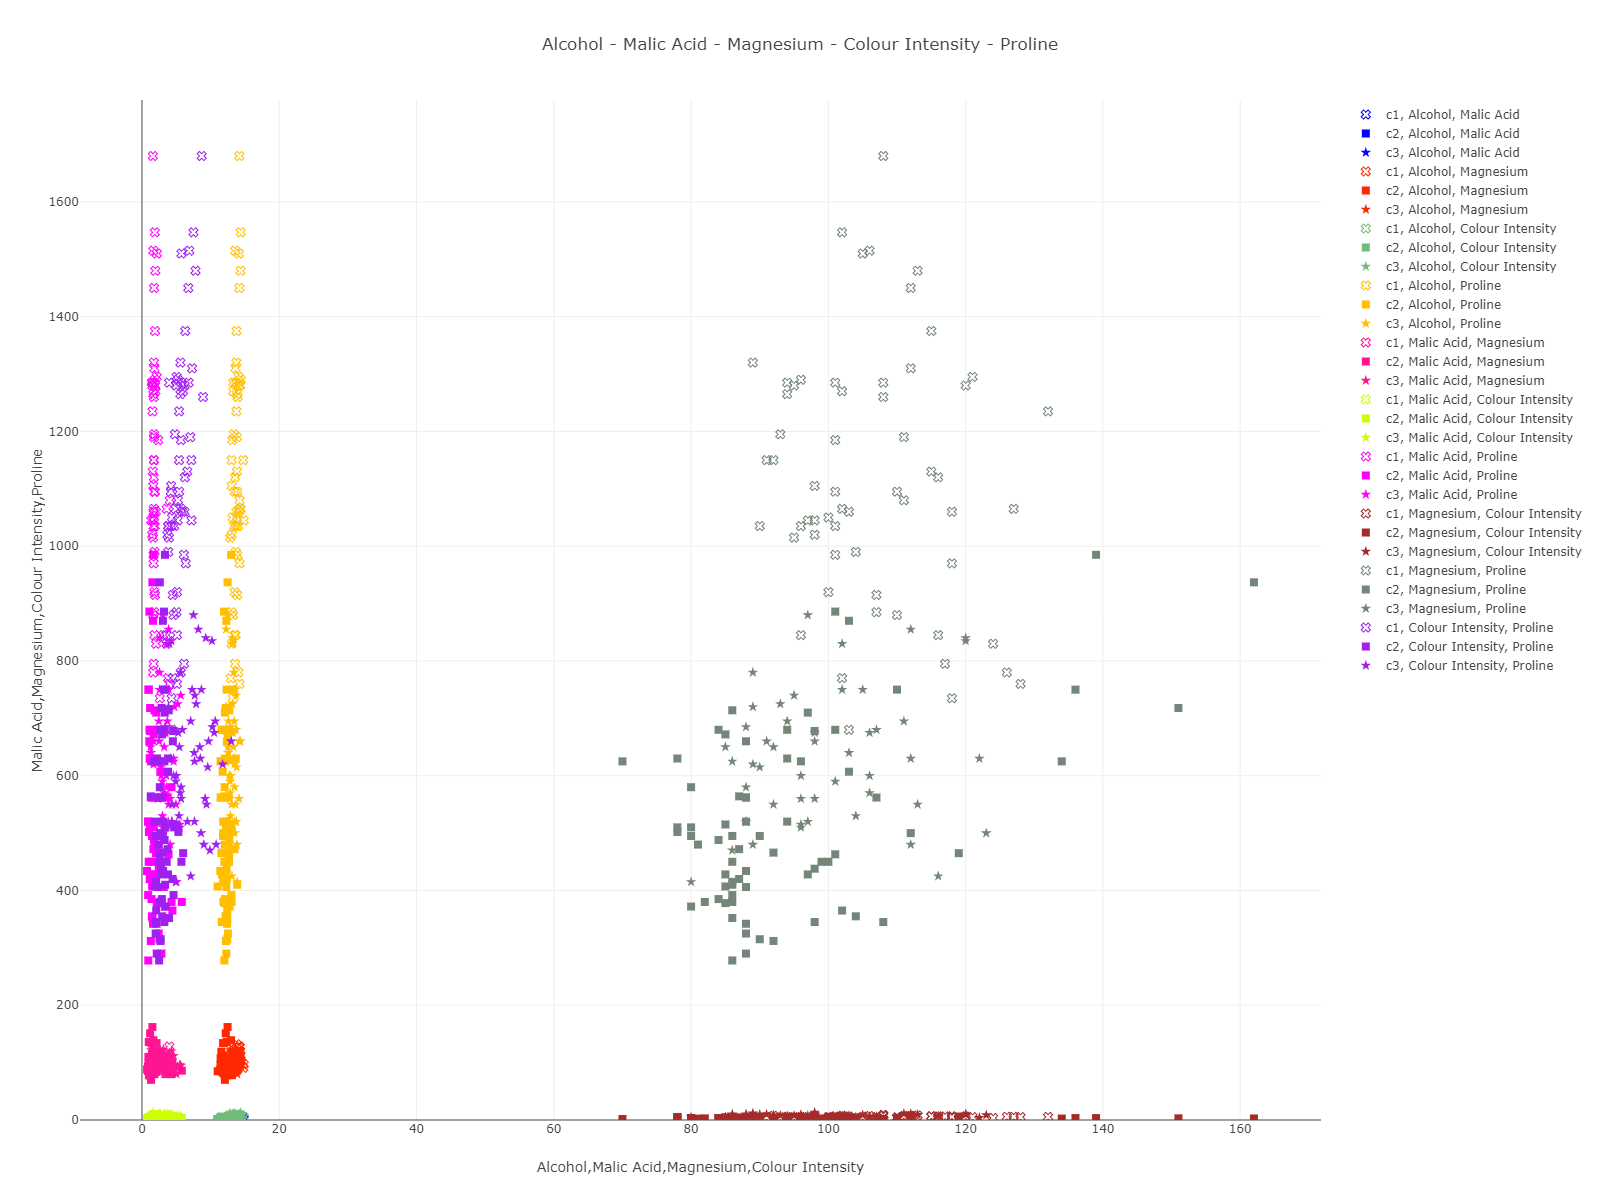 Alcohol - Malic Acid - Magnesium - Colour Intensity - Proline
Malic Acid,Magnesium,Colour Intensity,Proline
1600
1400
1200
1000
800
600
400
200
0
0 20 40 60 80 100 120 140 160
Alcohol,Malic Acid,Magnesium,Colour Intensity
c1, Alcohol, Malic Acid
c2, Alcohol, Malic Acid
c3, Alcohol, Malic Acid
c1, Alcohol, Magnesium
c2, Alcohol, Magnesium
c3, Alcohol, Magnesium
c1, Alcohol, Colour Intensity
c2, Alcohol, Colour Intensity
c3, Alcohol, Colour Intensity
c1, Alcohol, Proline
c2, Alcohol, Proline
c3, Alcohol, Proline
c1, Malic Acid, Magnesium
c2, Malic Acid, Magnesium
c3, Malic Acid, Magnesium
c1, Malic Acid, Colour Intensity
c2, Malic Acid, Colour Intensity
c3, Malic Acid, Colour Intensity
c1, Malic Acid, Proline
c2, Malic Acid, Proline
c3, Malic Acid, Proline
c1, Magnesium, Colour Intensity
c2, Magnesium, Colour Intensity
c3, Magnesium, Colour Intensity
c1, Magnesium, Proline
c2, Magnesium, Proline
c3, Magnesium, Proline
c1, Colour Intensity, Proline
c2, Colour Intensity, Proline
c3, Colour Intensity, Proline